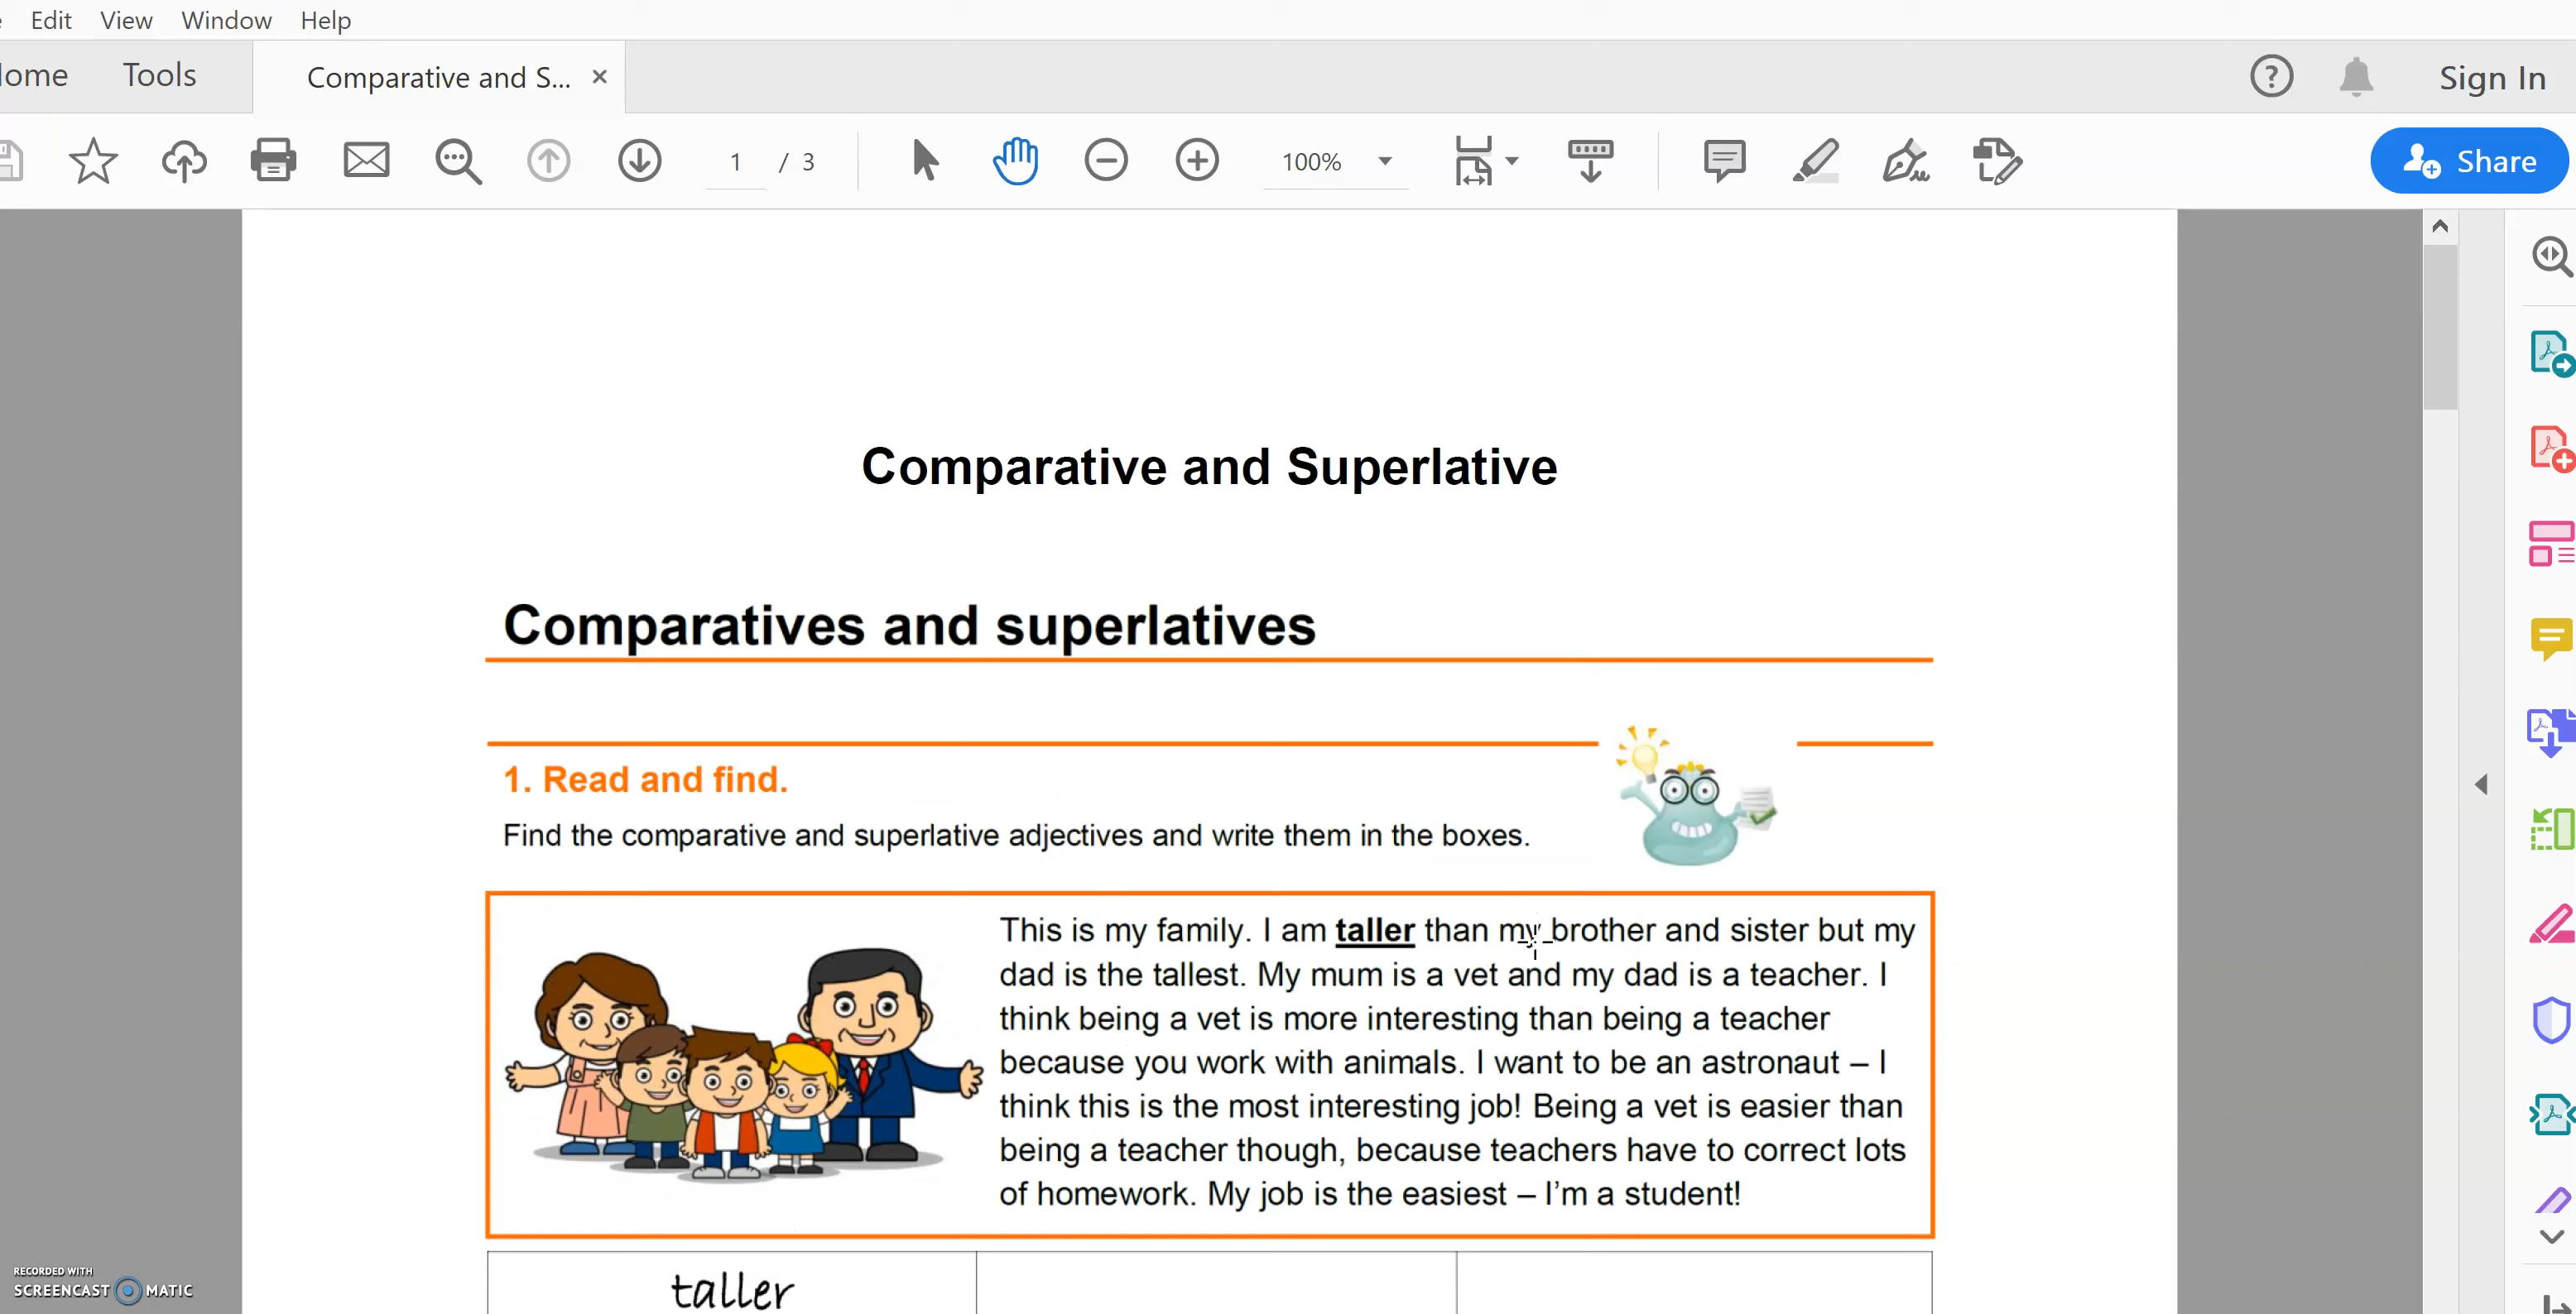 Edit View Window Help
Tools Comparative and S... Sign In
1 / 3 100% Share
Comparative and Superlative
Comparatives and superlatives
1. Read and find.
Find the comparative and superlative adjectives and write them in the boxes.
This is my family. I am taller than my brother and sister but my
dad is the tallest. My mum is a vet and my dad is a teacher. I
think being a vet is more interesting than being a teacher
because you work with animals. I want to be an astronaut – I
think this is the most interesting job! Being a vet is easier than
being a teacher though, because teachers have to correct lots
of homework. My job is the easiest – I'm a student!
taller
RECORDED WITH
SCREENCAST MATIC